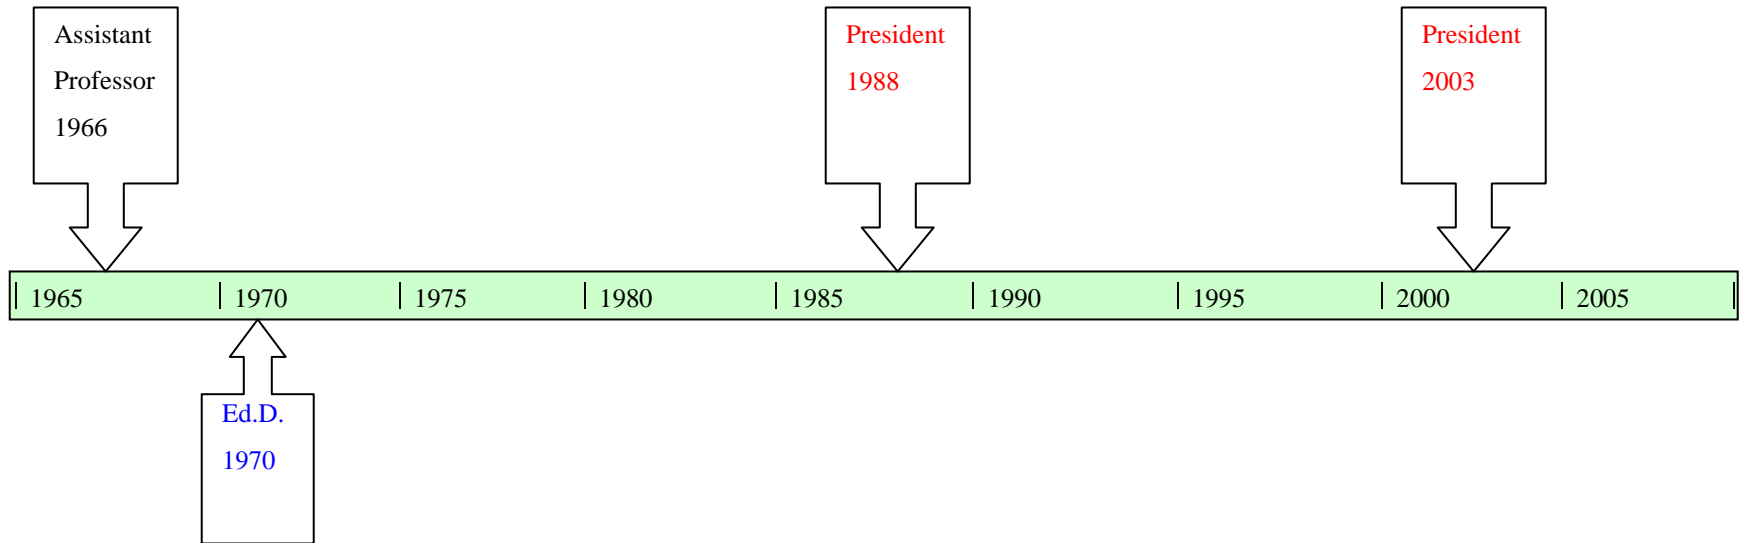 Assistant
Professor
1966
President
1988
President
2003
1965 1970 1975 1980 1985 1990 1995 2000 2005
Ed.D.
1970